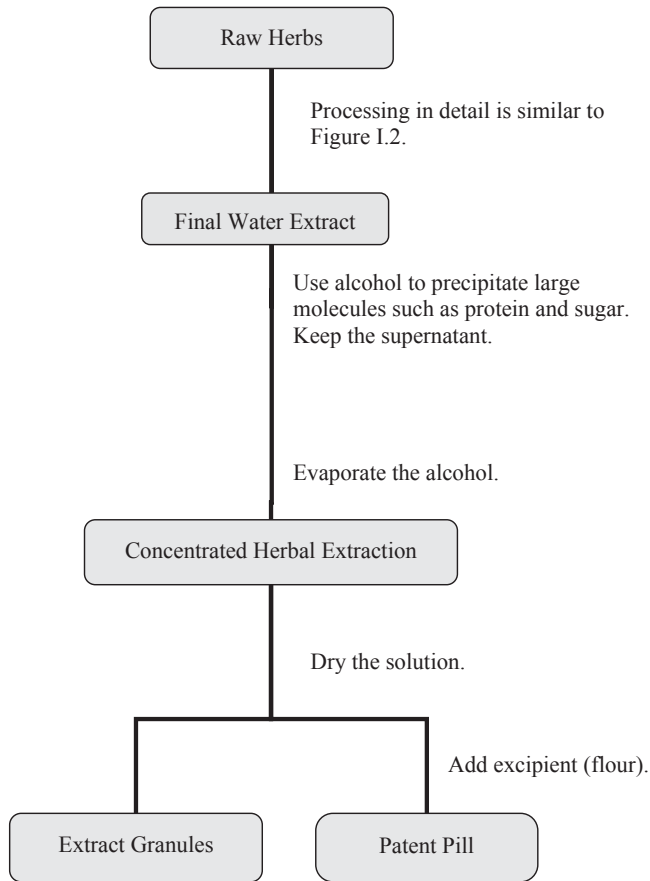 Raw Herbs
Processing in detail is similar to
Figure I.2.
Final Water Extract
Use alcohol to precipitate large
molecules such as protein and sugar.
Keep the supernatant.
Evaporate the alcohol.
Concentrated Herbal Extraction
Dry the solution.
Add excipient (flour).
Extract Granules
Patent Pill